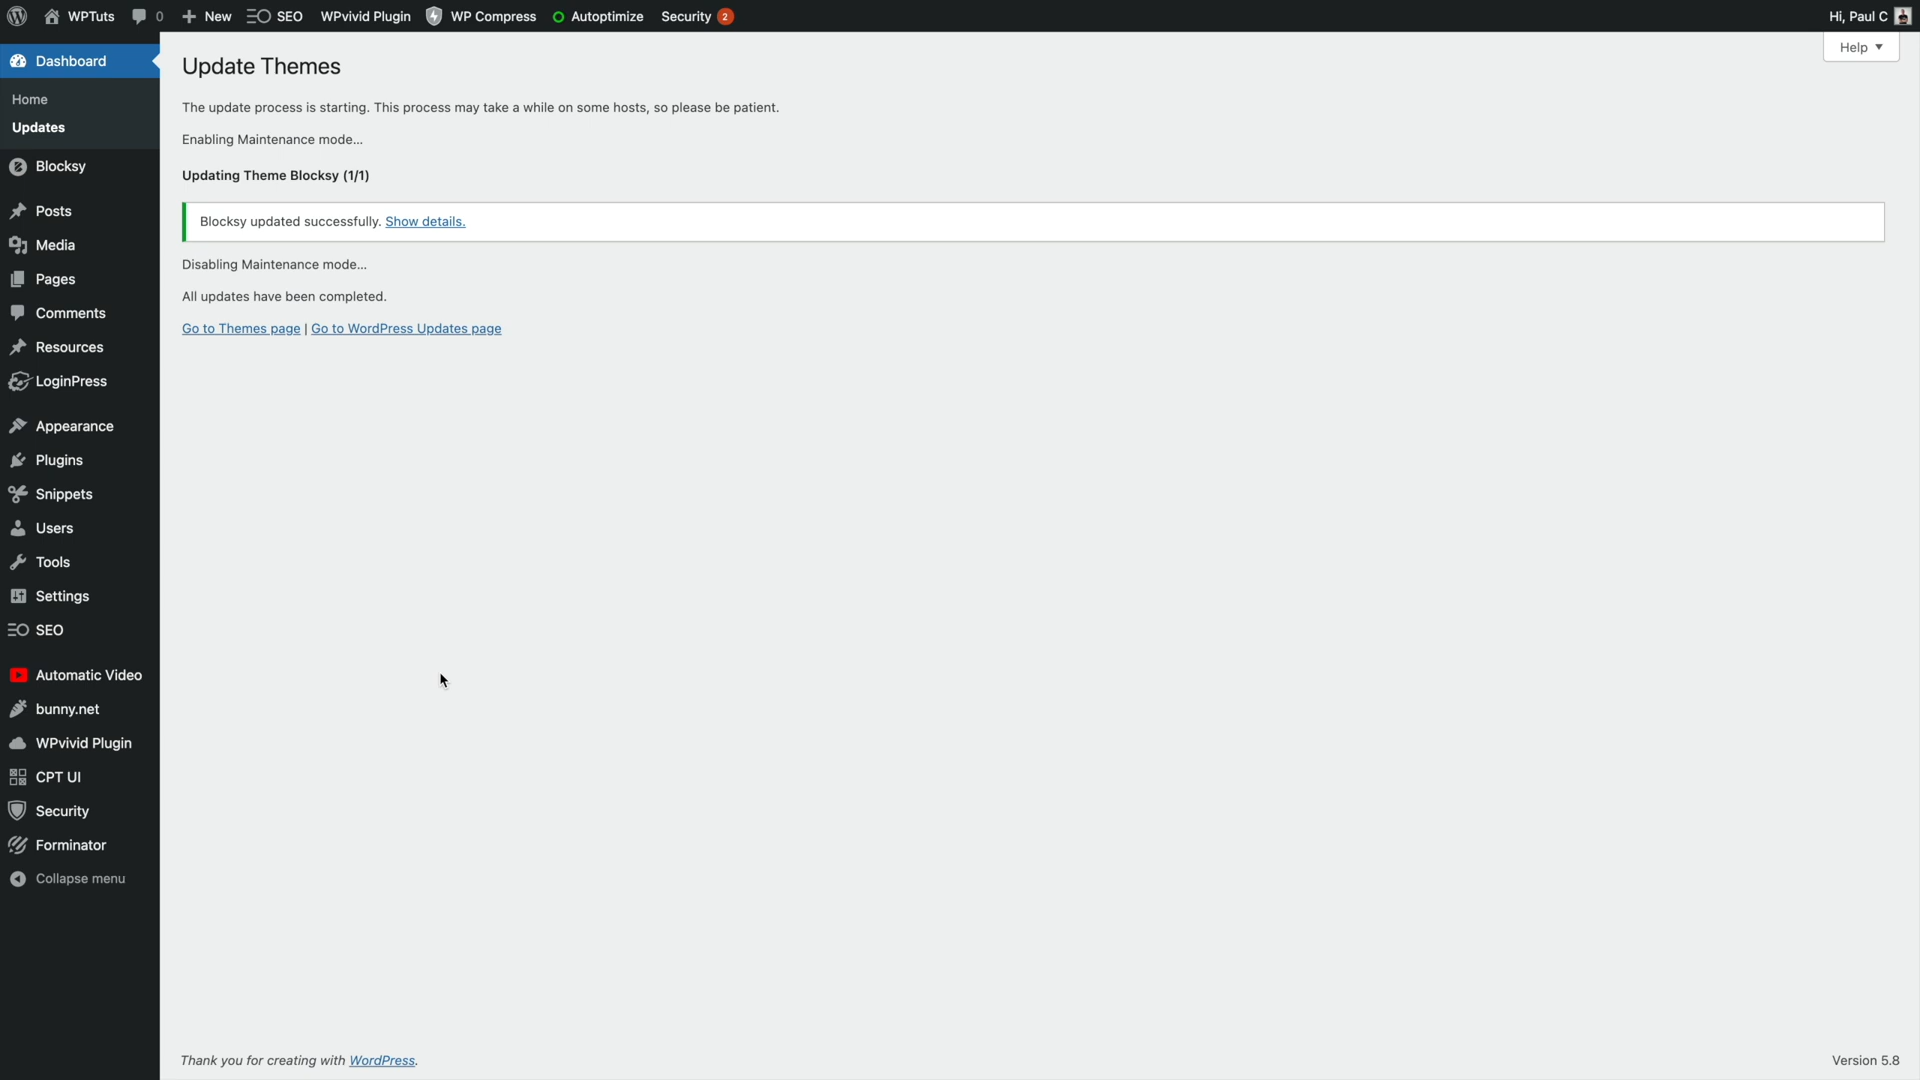 WPTuts 0 New SEO WPvivid Plugin WP Compress Autoptimize Security 2 Hi, Paul C
Help
Dashboard
Home
Updates
Blocksy
Posts
Media
Pages
Comments
Resources
LoginPress
Appearance
Plugins
Snippets
Users
Tools
Settings
SEO
Automatic Video
bunny.net
WPvivid Plugin
CPT UI
Security
Forminator
Collapse menu
Update Themes
The update process is starting. This process may take a while on some hosts, so please be patient.
Enabling Maintenance mode...
Updating Theme Blocksy (1/1)
Blocksy updated successfully. Show details.
Disabling Maintenance mode...
All updates have been completed.
Go to Themes page | Go to WordPress Updates page
Thank you for creating with WordPress.
Version 5.8